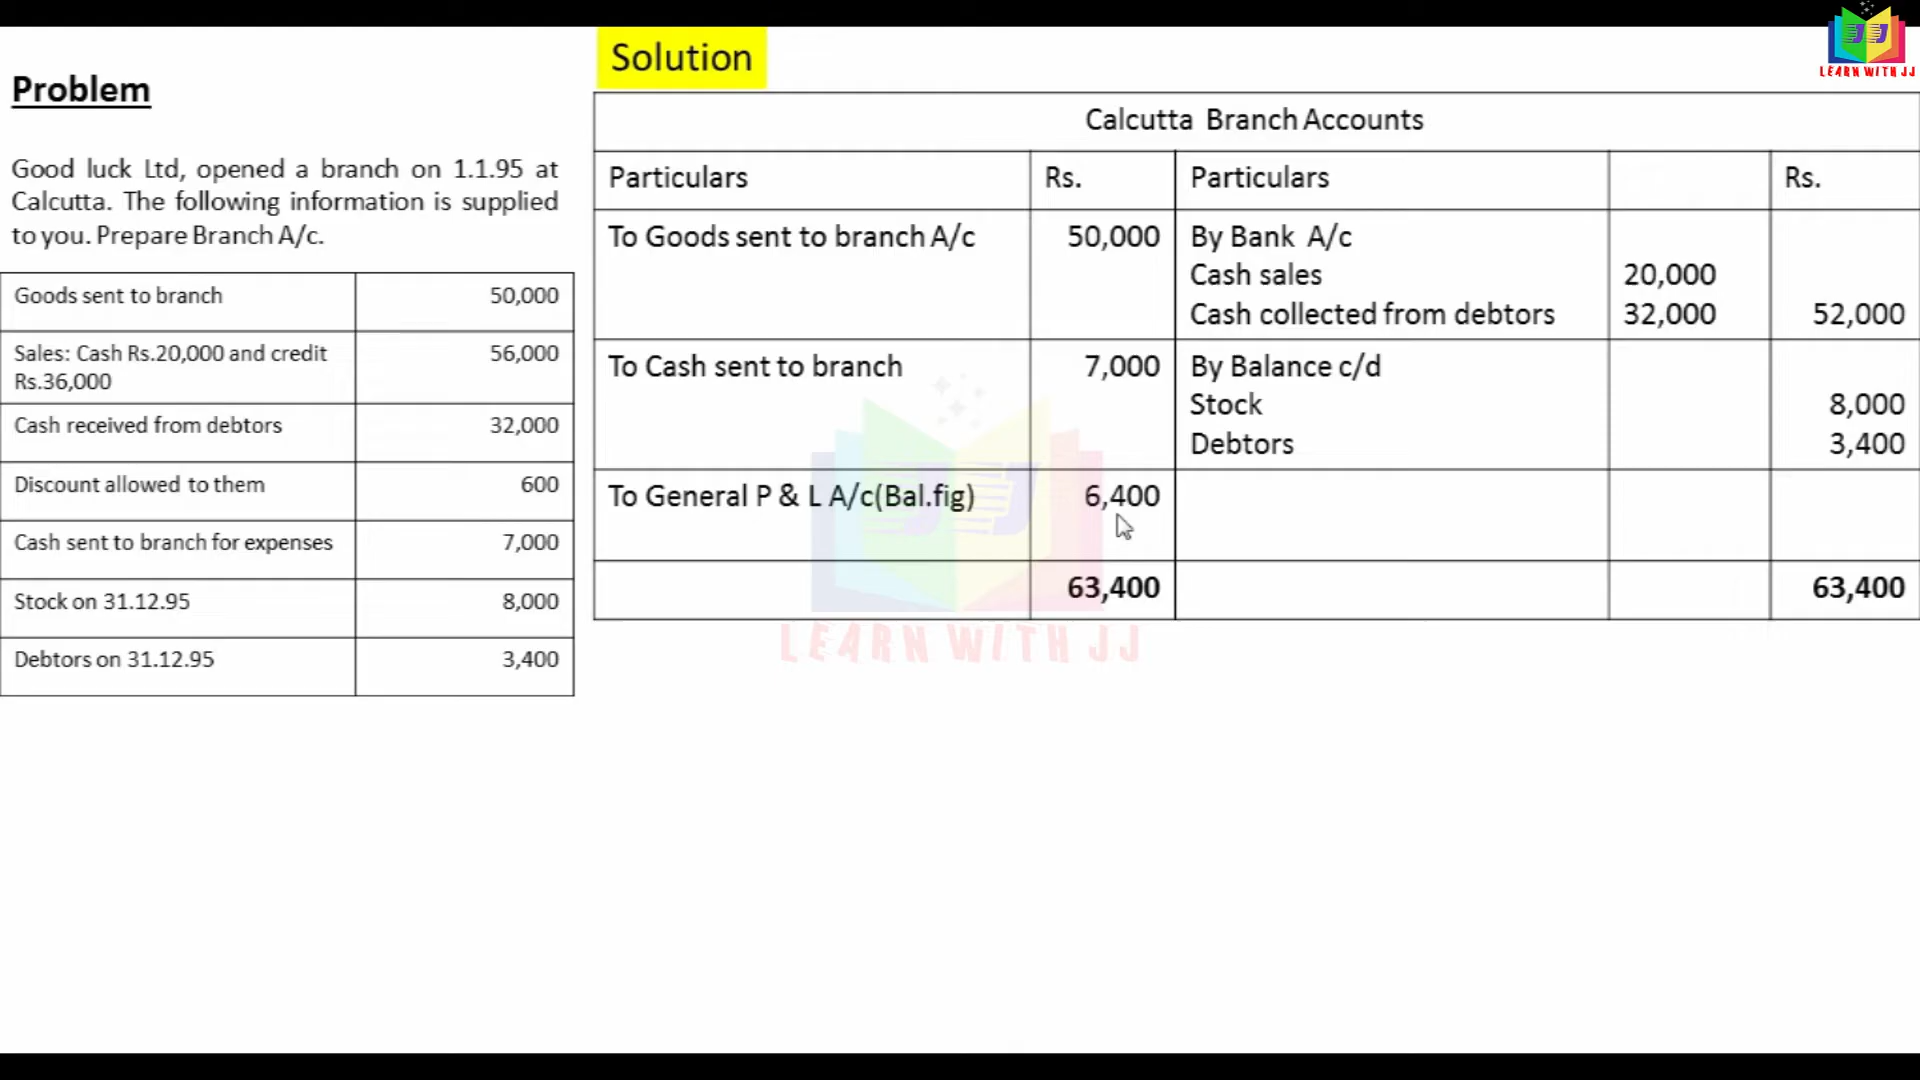 LEARN WITH JJ
Problem
Good luck Ltd, opened a branch on 1.1.95 at
Calcutta. The following information is supplied
to you. Prepare Branch A/c.
Goods sent to branch 50,000
Sales: Cash Rs.20,000 and credit 56,000
Rs.36,000
Cash received from debtors 32,000
Discount allowed to them 600
Cash sent to branch for expenses 7,000
Stock on 31.12.95 8,000
Debtors on 31.12.95 3,400
Solution
Calcutta Branch Accounts
Particulars Rs. Particulars Rs.
To Goods sent to branch A/c 50,000 By Bank A/c
Cash sales 20,000
Cash collected from debtors 32,000 52,000
To Cash sent to branch 7,000 By Balance c/d
Stock 8,000
Debtors 3,400
To General P & L A/c(Bal.fig) 6,400
63,400 63,400
LEARN WITH JJ